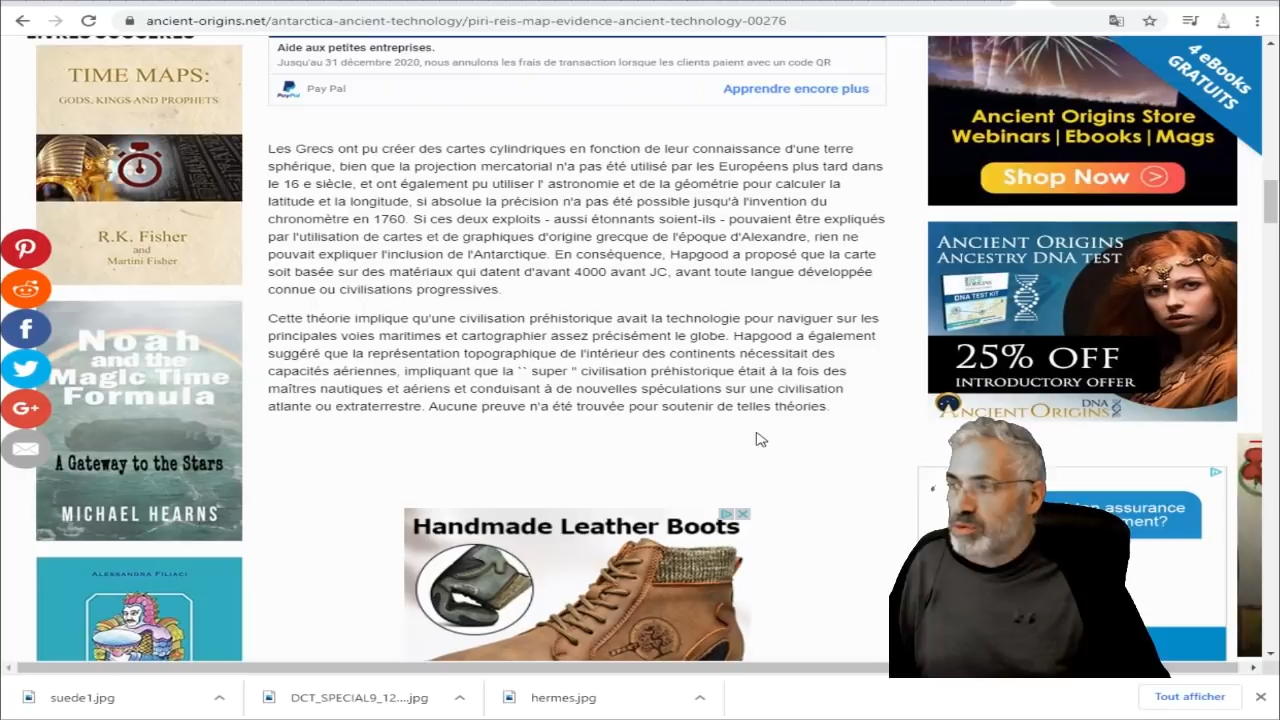 ancient-origins.net/antarctica-ancient-technology/piri-reis-map-evidence-ancient-technology-00276
TIME MAPS:
GODS, KINGS AND PROPHETS
R.K. Fisher
and
Martini Fisher
Noah
and the
Magic Time
Formula
A Gateway to the Stars
MICHAEL HEARNS
ALESSANDRA FILIACI
Aide aux petites entreprises.
Jusqu'au 31 décembre 2020, nous annulons les frais de transaction lorsque les clients paient avec un code QR
PayPal
Pay Pal
Apprendre encore plus
Les Grecs ont pu créer des cartes cylindriques en fonction de leur connaissance d'une terre
sphérique, bien que la projection mercatorial n'a pas été utilisé par les Européens plus tard dans
le 16 e siècle, et ont également pu utiliser l' astronomie et de la géométrie pour calculer la
latitude et la longitude, si absolue la précision n'a pas été possible jusqu'à l'invention du
chronomètre en 1760. Si ces deux exploits - aussi étonnants soient-ils - pouvaient être expliqués
par l'utilisation de cartes et de graphiques d'origine grecque de l'époque d'Alexandre, rien ne
pouvait expliquer l'inclusion de l'Antarctique. En conséquence, Hapgood a proposé que la carte
soit basée sur des matériaux qui datent d'avant 4000 avant JC, avant toute langue développée
connue ou civilisations progressives.
Cette théorie implique qu'une civilisation préhistorique avait la technologie pour naviguer sur les
principales voies maritimes et cartographier assez précisément le globe. Hapgood a également
suggéré que la représentation topographique de l'intérieur des continents nécessitait des
capacités aériennes, impliquant que la `` super '' civilisation préhistorique était à la fois des
maîtres nautiques et aériens et conduisant à de nouvelles spéculations sur une civilisation
atlante ou extraterrestre. Aucune preuve n'a été trouvée pour soutenir de telles théories.
Handmade Leather Boots
4 eBooks
GRATUITS
Ancient Origins Store
Webinars | Ebooks | Mags
Shop Now
ANCIENT ORIGINS
ANCESTRY DNA TEST
DNA TEST KIT
25% OFF
INTRODUCTORY OFFER
ANCIENT ORIGINS DNA
assurance
suede1.jpg
DCT_SPECIAL9_12....jpg
hermes.jpg
Tout afficher